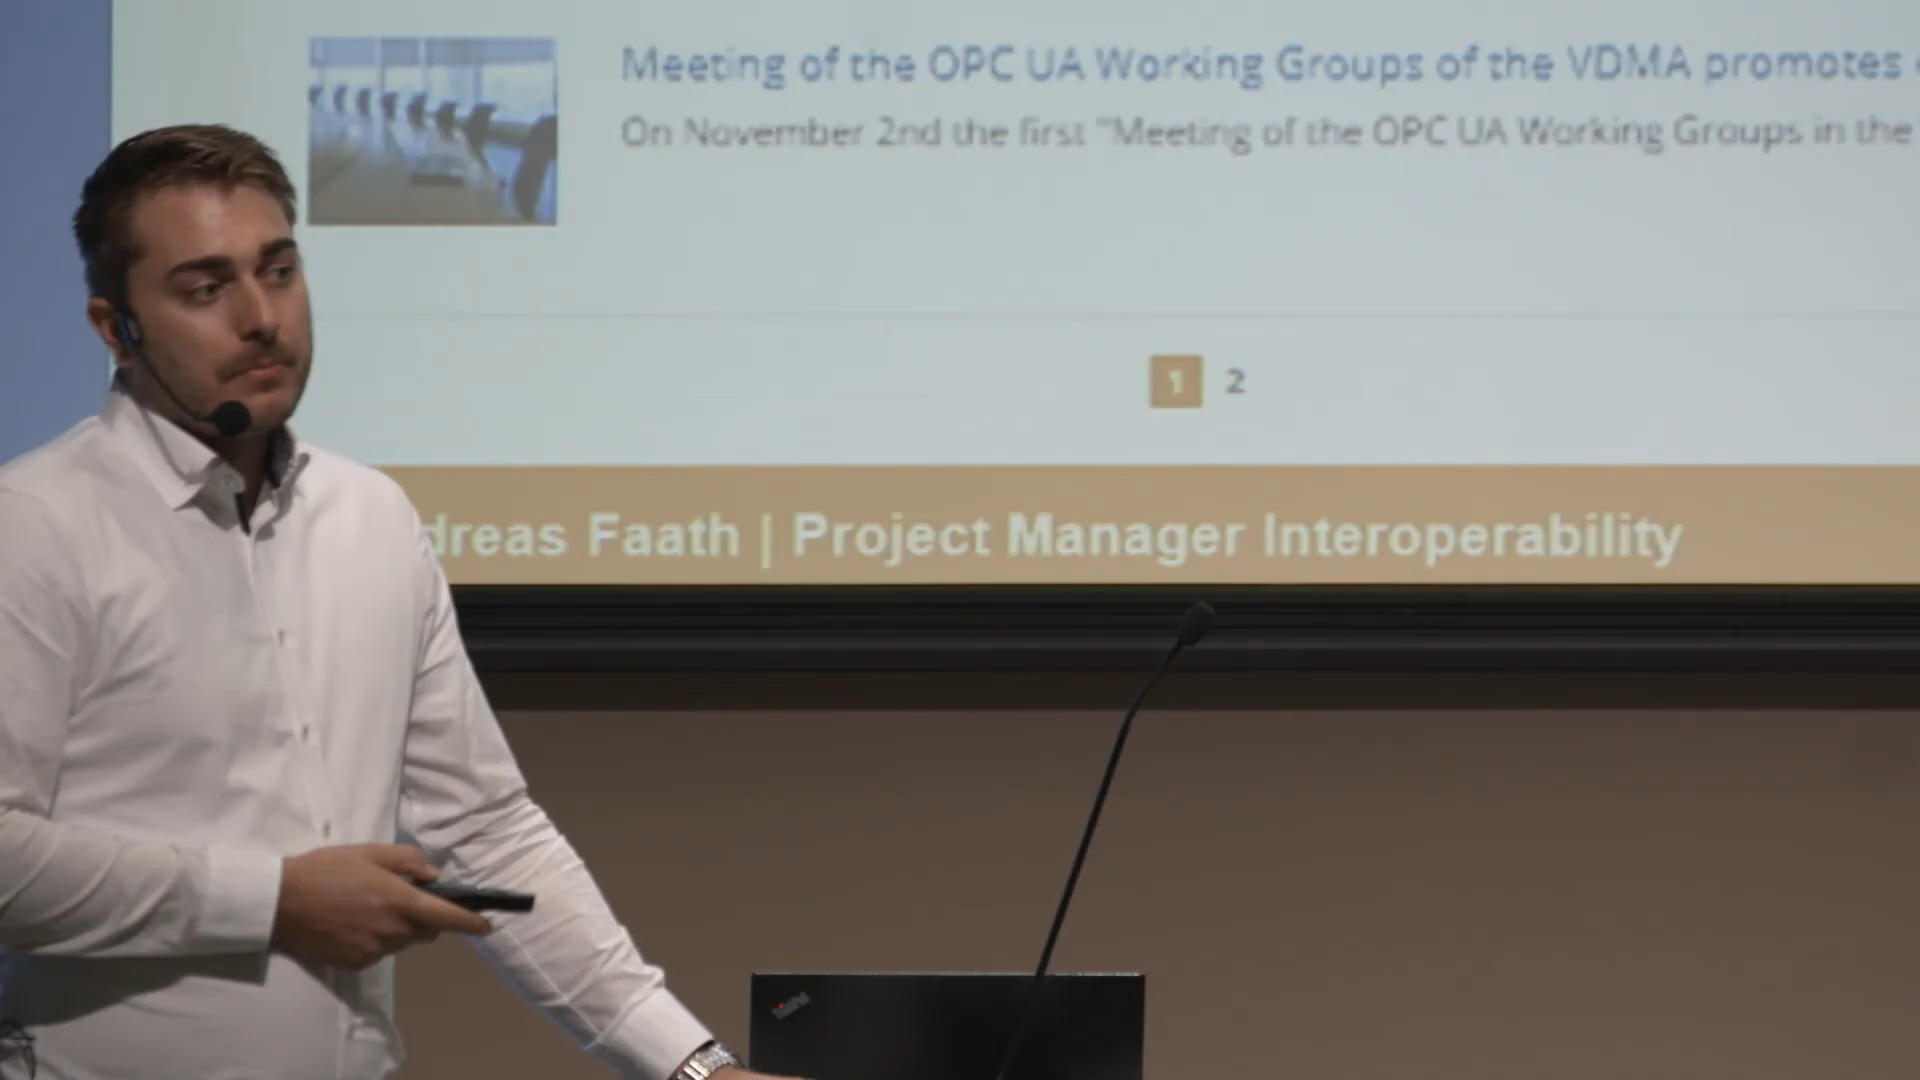 Meeting of the OPC UA Working Groups of the VDMA promotes
On November 2nd the first "Meeting of the OPC UA Working Groups in the
1 2
dreas Faath | Project Manager Interoperability
ThinkPad